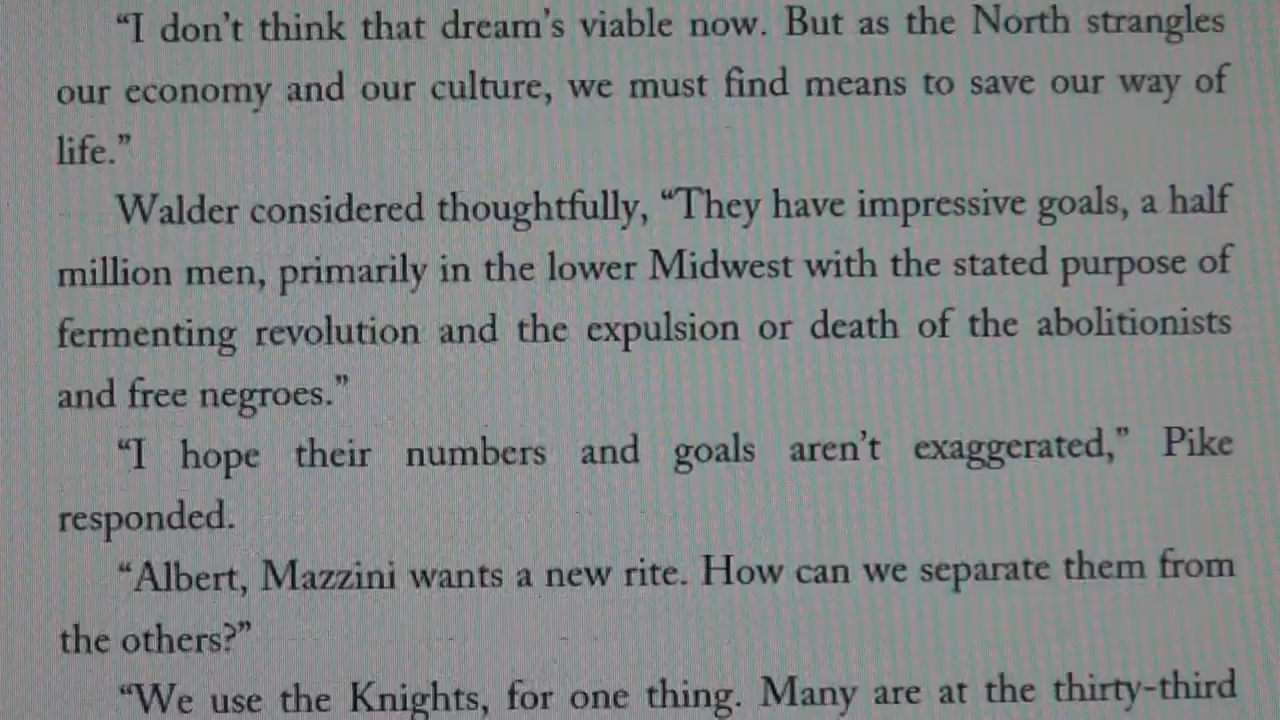 “I don’t think that dream’s viable now. But as the North strangles
our economy and our culture, we must find means to save our way of
life.”
Walder considered thoughtfully, “They have impressive goals, a half
million men, primarily in the lower Midwest with the stated purpose of
fermenting revolution and the expulsion or death of the abolitionists
and free negroes.”
“I hope their numbers and goals aren’t exaggerated,” Pike
responded.
“Albert, Mazzini wants a new rite. How can we separate them from
the others?”
“We use the Knights, for one thing. Many are at the thirty-third